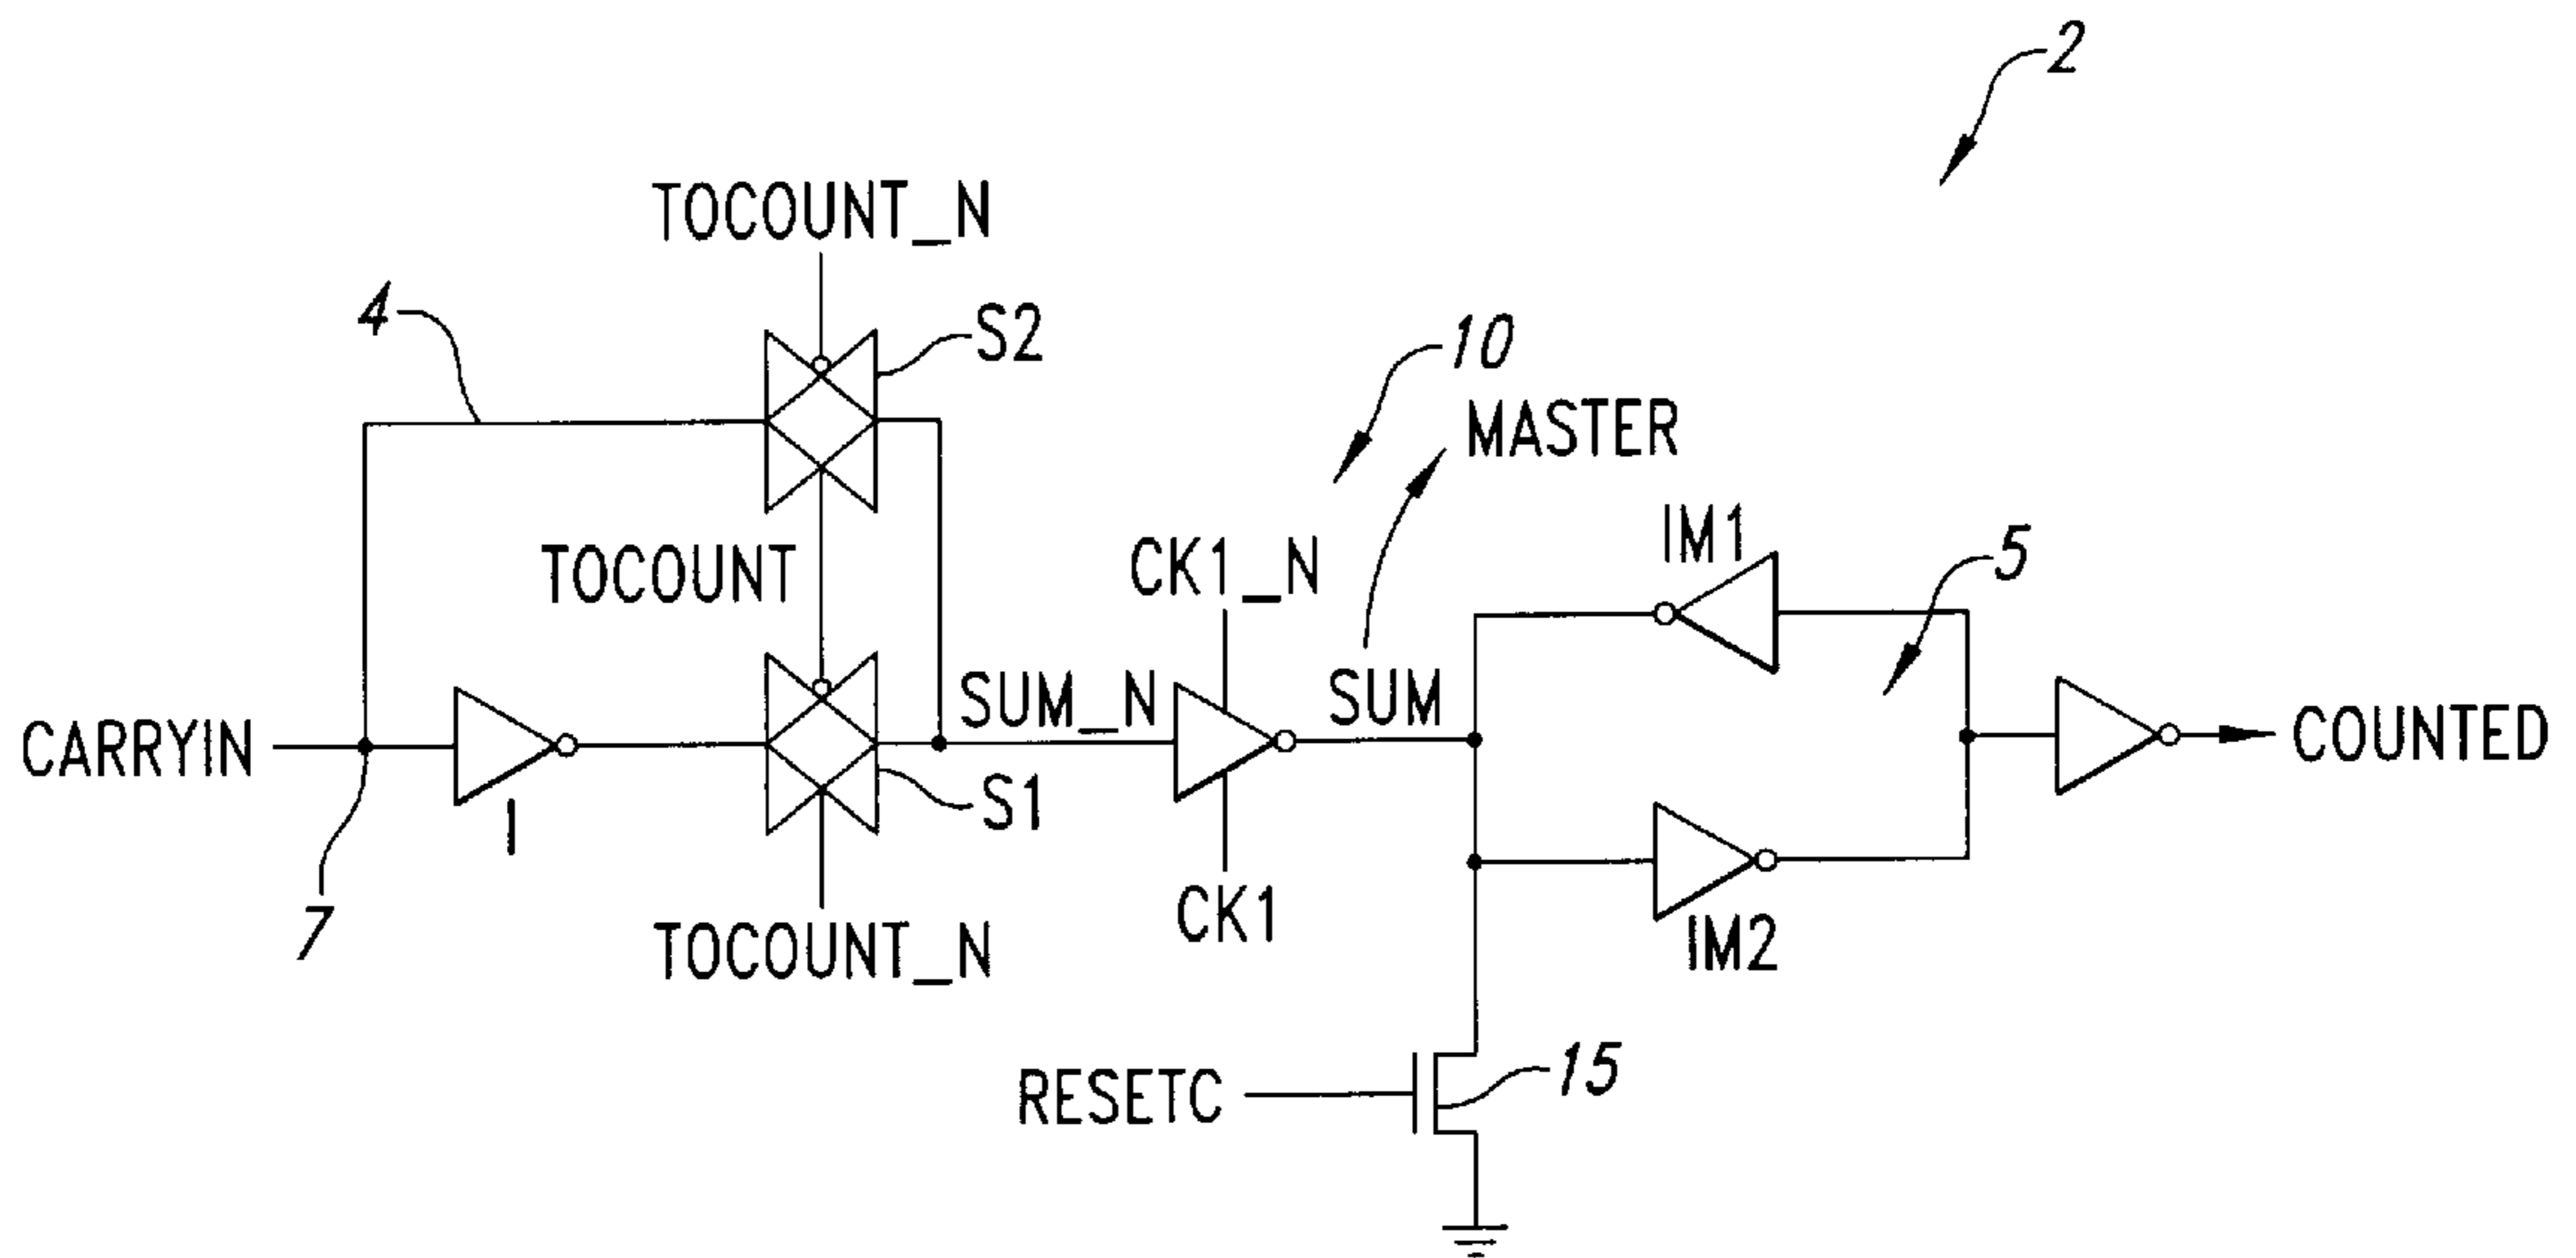 2
TOCOUNT_N
4
S2
10
MASTER
TOCOUNT
CK1_N
IM1
5
SUM_N
SUM
CARRYIN
COUNTED
I
S1
7
TOCOUNT_N
CK1
IM2
RESETC
15